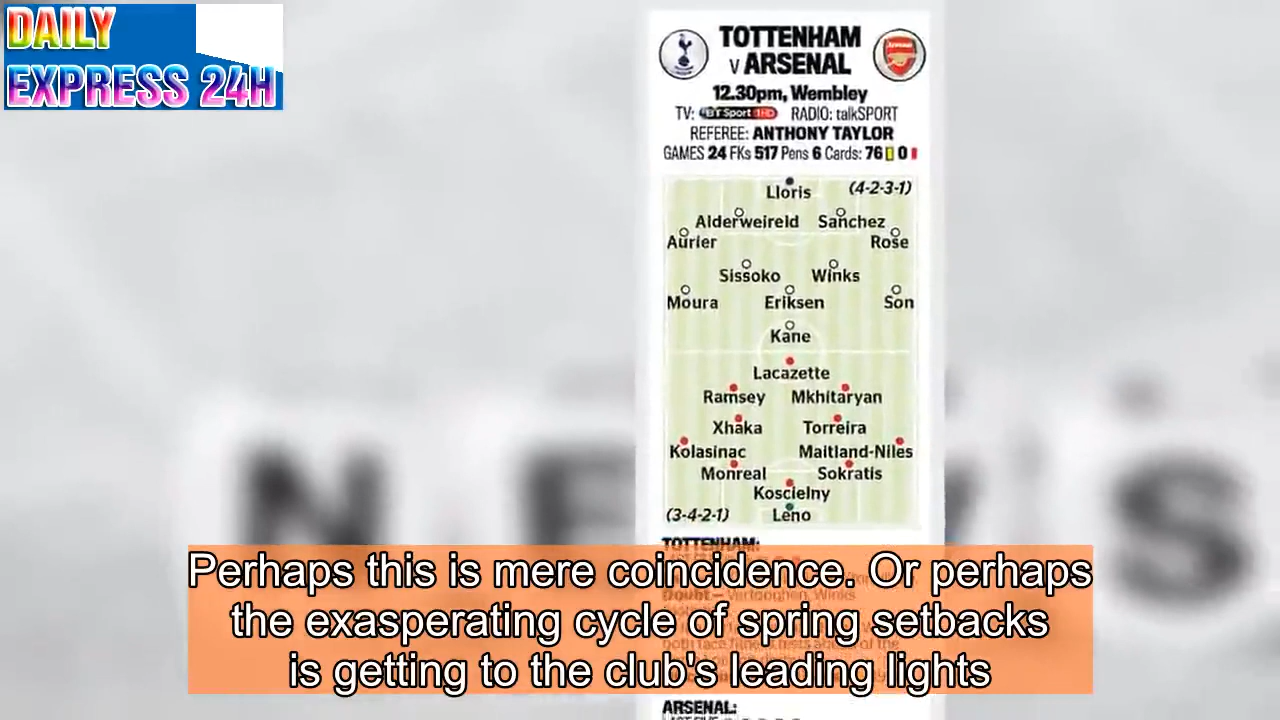 DAILY
EXPRESS 24H
TOTTENHAM
v ARSENAL
12.30pm, Wembley
TV: BT Sport 1HD RADIO: talkSPORT
REFEREE: ANTHONY TAYLOR
GAMES 24 FKs 517 Pens 6 Cards: 76 0
Lloris (4-2-3-1)
Alderweireld Sanchez
Aurier Rose
Sissoko Winks
Moura Eriksen Son
Kane
Lacazette
Ramsey Mkhitaryan
Xhaka Torreira
Kolasinac Maitland-Niles
Monreal Sokratis
Koscielny
(3-4-2-1) Leno
TOTTENHAM:
Doubt – Vertonghen, Winks
Perhaps this is mere coincidence. Or perhaps
the exasperating cycle of spring setbacks
is getting to the club's leading lights
ARSENAL:
N E W S